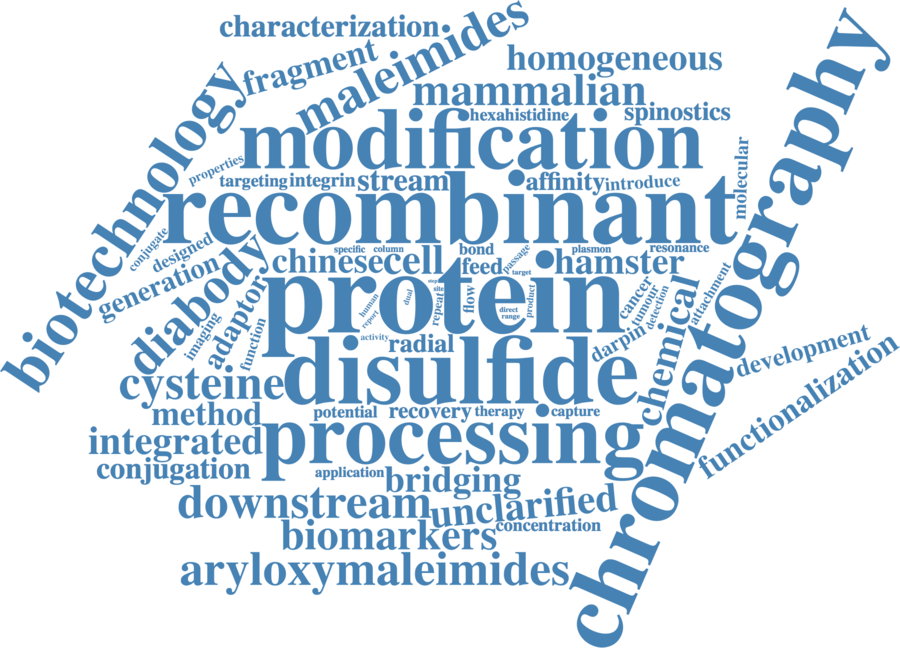 characterization
fragment
maleimides
homogeneous
mammalian
hexahistidine
spinostics
biotechnology
modification
molecular
chromatography
properties
targeting
integrin
stream
affinity
introduce
recombinant
conjugate
designed
specific
column
bond
passage
plasmon
resonance
chinese
cell
feed
target
hamster
generation
diabody
adaptor
imaging
function
protein
step
site
human
report
dual
repeat
flow
direct
range
product
cancer
tumour
detection
attachment
activity
radial
darpin
chemical
development
functionalization
cysteine
disulfide
method
potential
recovery
therapy
capture
integrated
processing
conjugation
application
bridging
downstream
unclarified
concentration
biomarkers
aryloxymaleimides